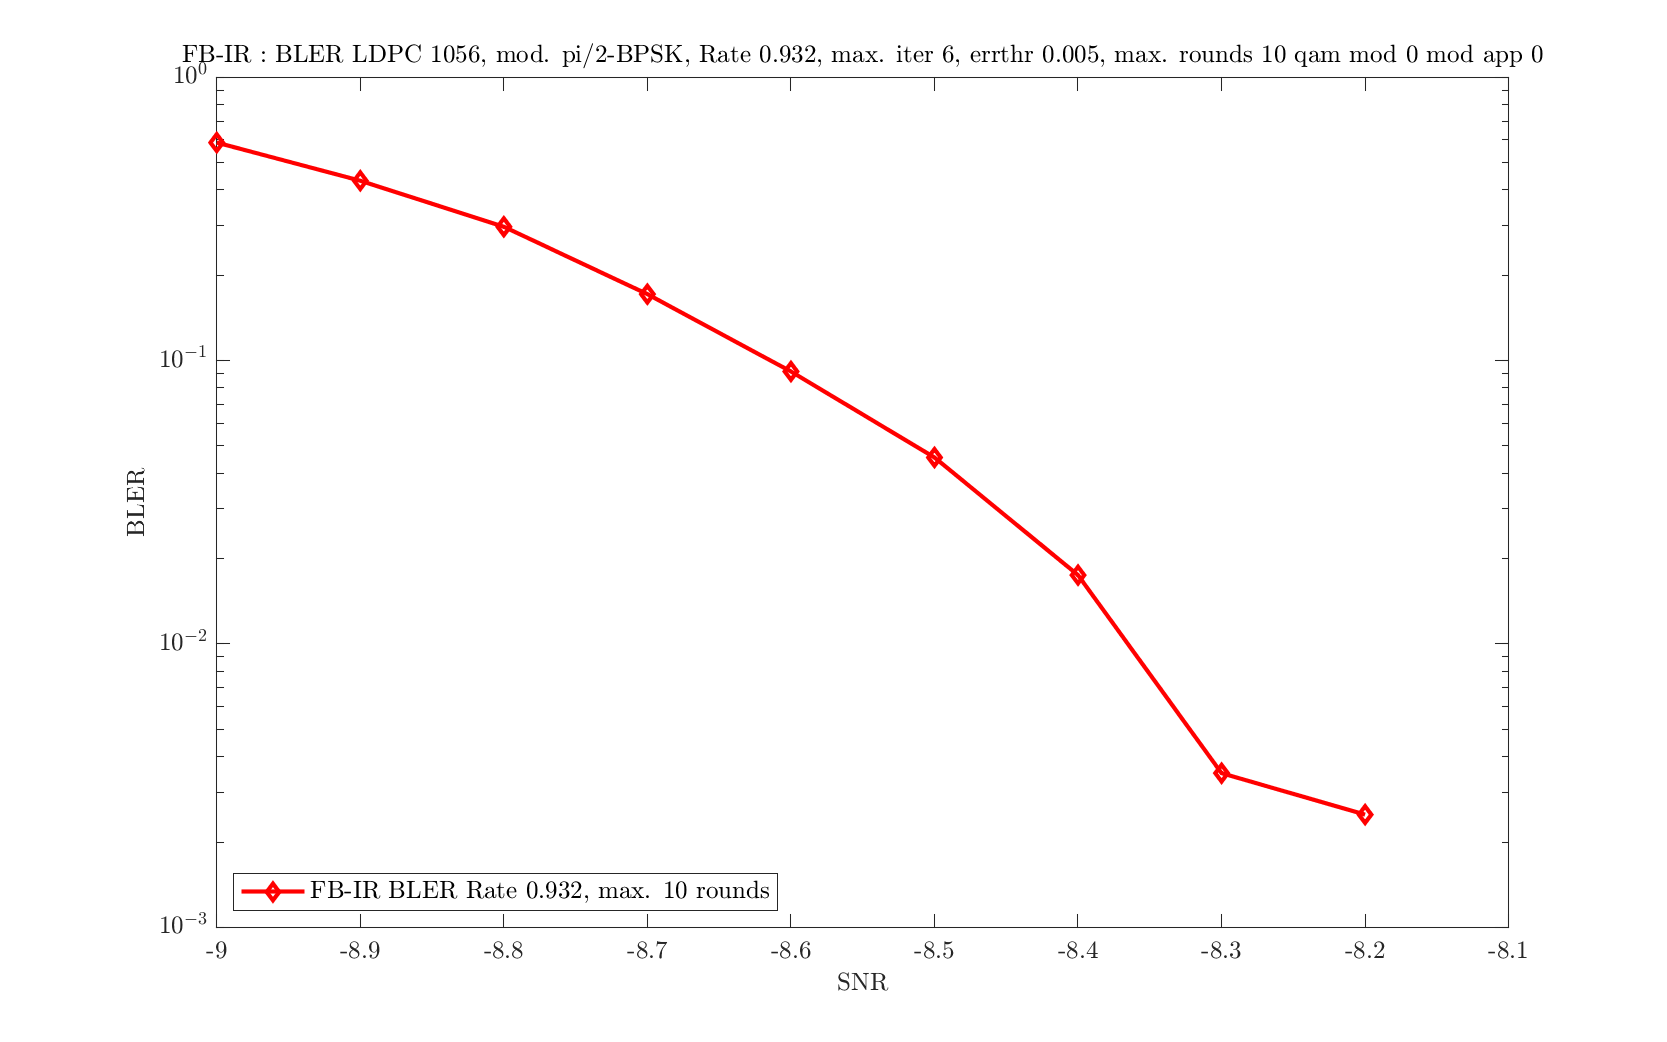 FB-IR : BLER LDPC 1056, mod. pi/2-BPSK, Rate 0.932, max. iter 6, errthr 0.005, max. rounds 10 qam mod 0 mod app 0
10^0
10^{-1}
10^{-2}
10^{-3}
BLER
FB-IR BLER Rate 0.932, max. 10 rounds
-9 -8.9 -8.8 -8.7 -8.6 -8.5 -8.4 -8.3 -8.2 -8.1
SNR